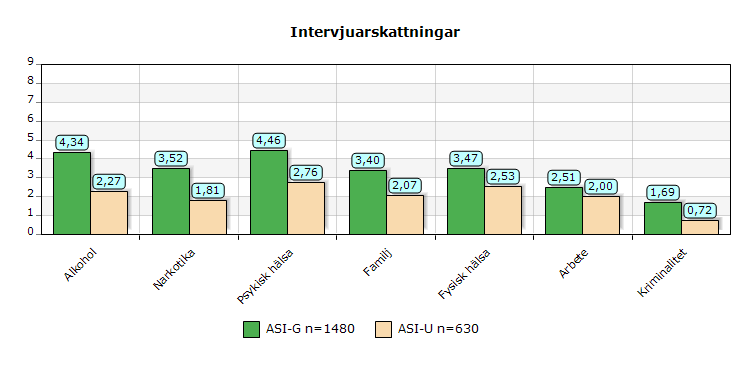 Intervjuarskattningar
9
8
7
6
5
4
3
2
1
0
4,34
2,27
3,52
1,81
4,46
2,76
3,40
2,07
3,47
2,53
2,51
2,00
1,69
0,72
Alkohol
Narkotika
Psykisk hälsa
Familj
Fysisk hälsa
Arbete
Kriminalitet
ASI-G n=1480 ASI-U n=630